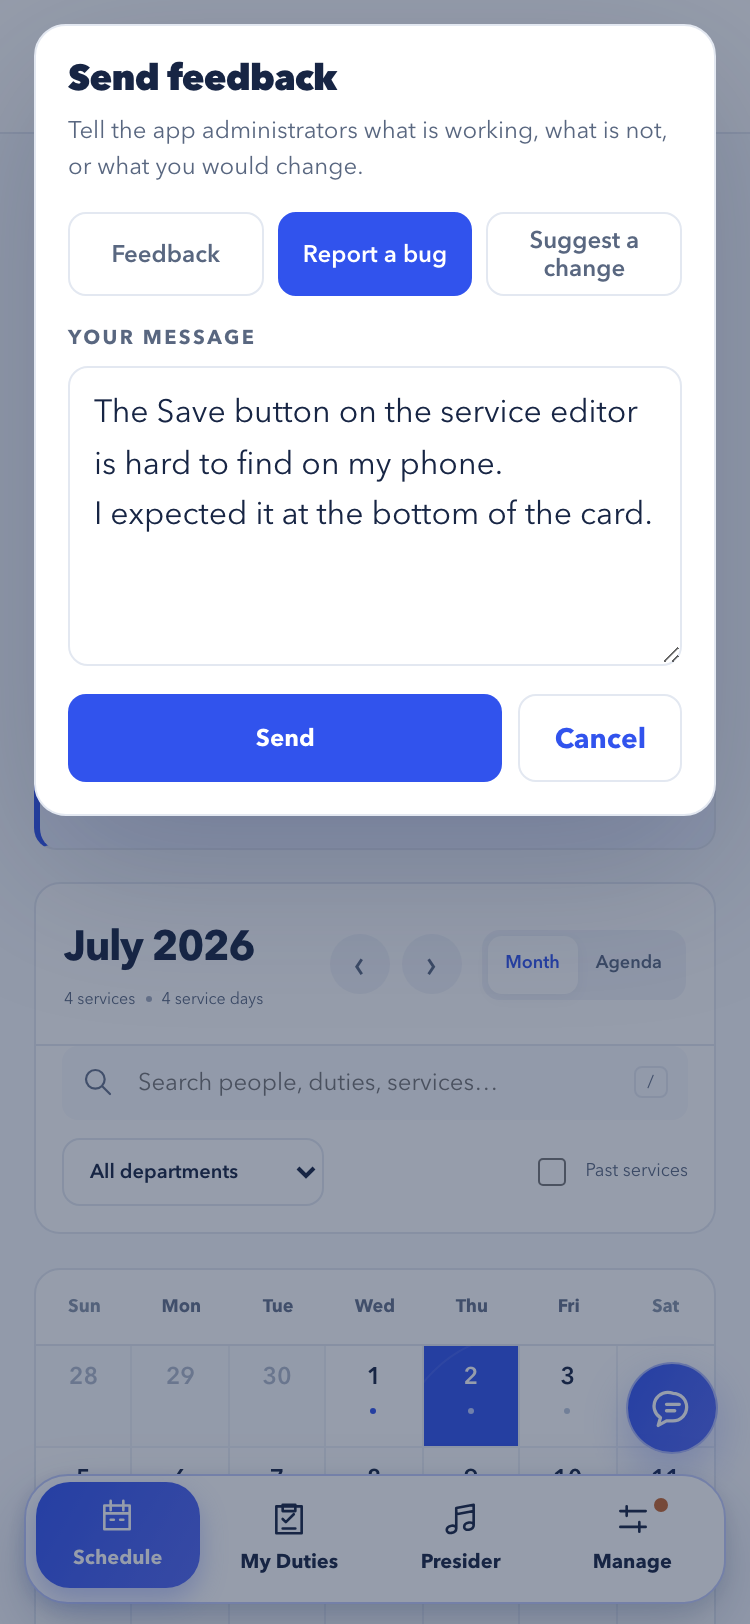 Send feedback
Tell the app administrators what is working, what is not,
or what you would change.
Feedback
Report a bug
Suggest a
change
YOUR MESSAGE
The Save button on the service editor
is hard to find on my phone.
I expected it at the bottom of the card.
Send
Cancel
July 2026
4 services • 4 service days
‹
›
Month
Agenda
Search people, duties, services...
/
All departments
Past services
Sun Mon Tue Wed Thu Fri Sat
28 29 30 1 2 3
Schedule
My Duties
Presider
Manage